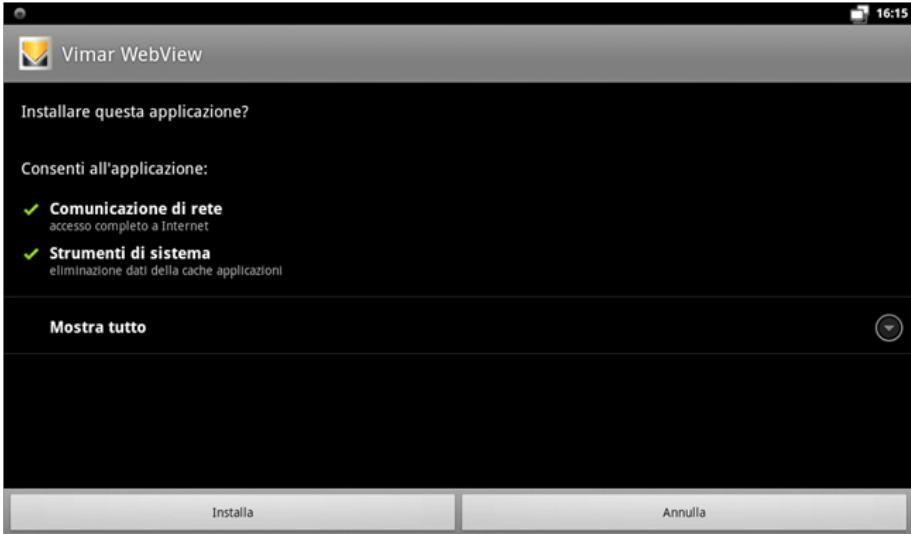 16:15
Vimar WebView
Installare questa applicazione?
Consenti all'applicazione:
Comunicazione di rete
accesso completo a Internet
Strumenti di sistema
eliminazione dati della cache applicazioni
Mostra tutto
Installa
Annulla